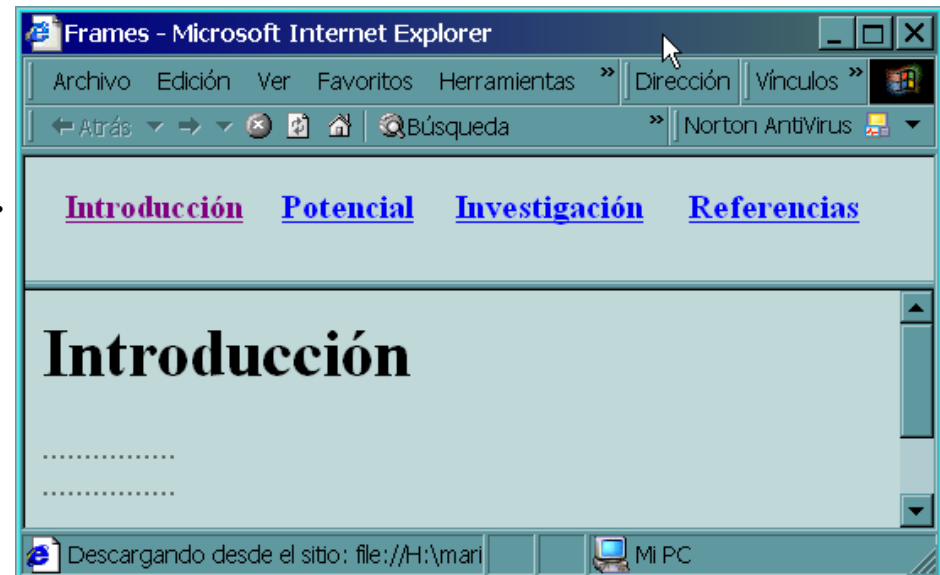 Frames - Microsoft Internet Explorer
Archivo Edición Ver Favoritos Herramientas » Dirección Vínculos »
Atrás Búsqueda » Norton AntiVirus
Introducción Potencial Investigación References
Introducción
................
................
Descargando desde el sitio: file://H:\mari Mi PC